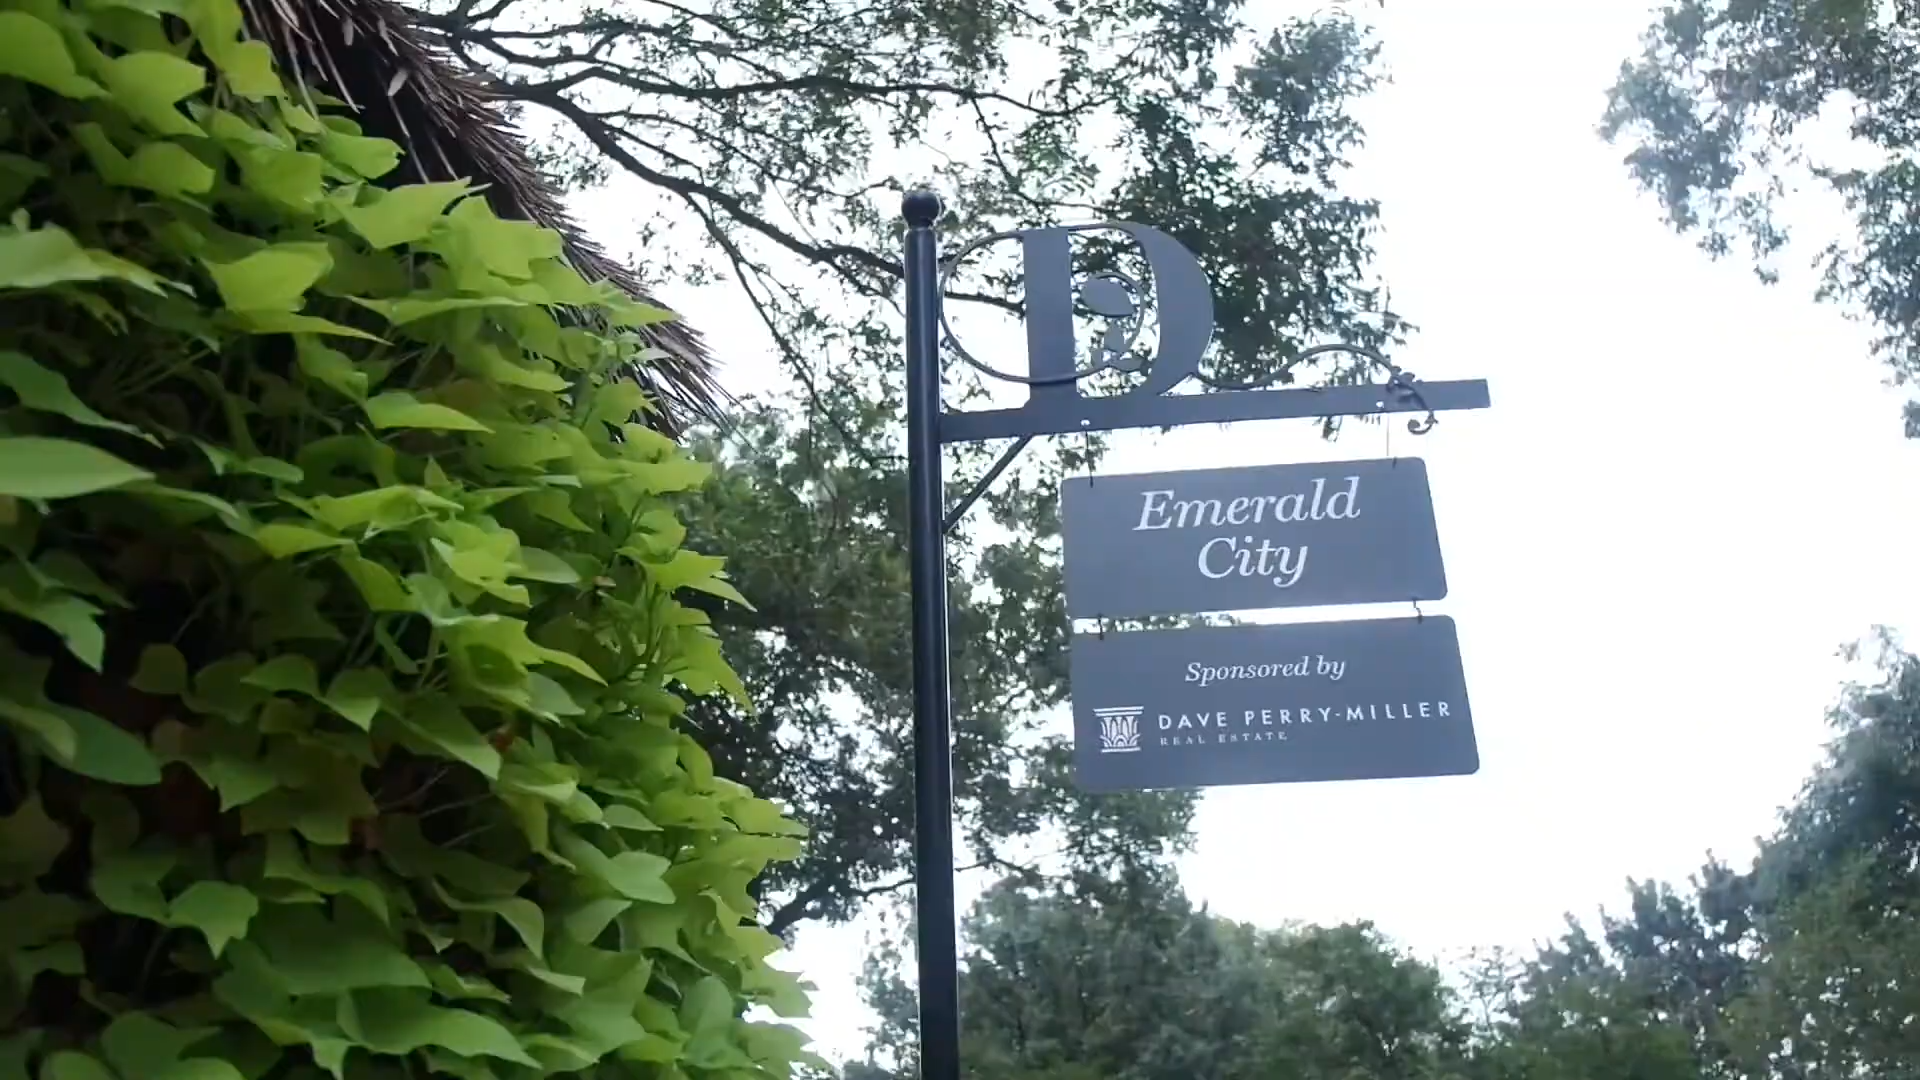 D
Emerald
City
Sponsored by
DAVE PERRY-MILLER
REAL ESTATE